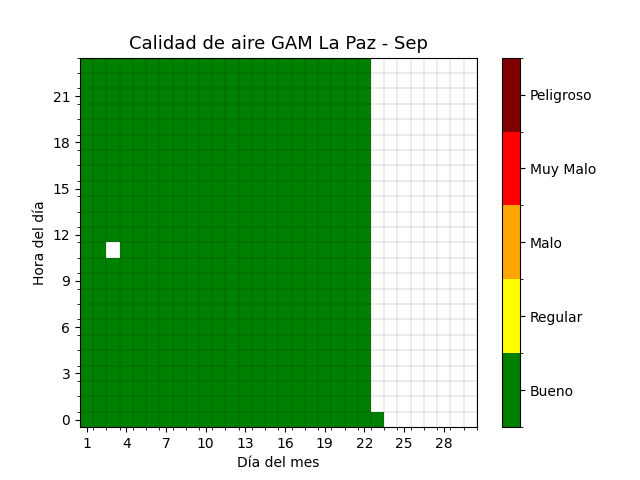 Calidad de aire GAM La Paz - Sep
Hora del día
21
18
15
12
9
6
3
0
1 4 7 10 13 16 19 22 25 28
Día del mes
Peligroso
Muy Malo
Malo
Regular
Bueno